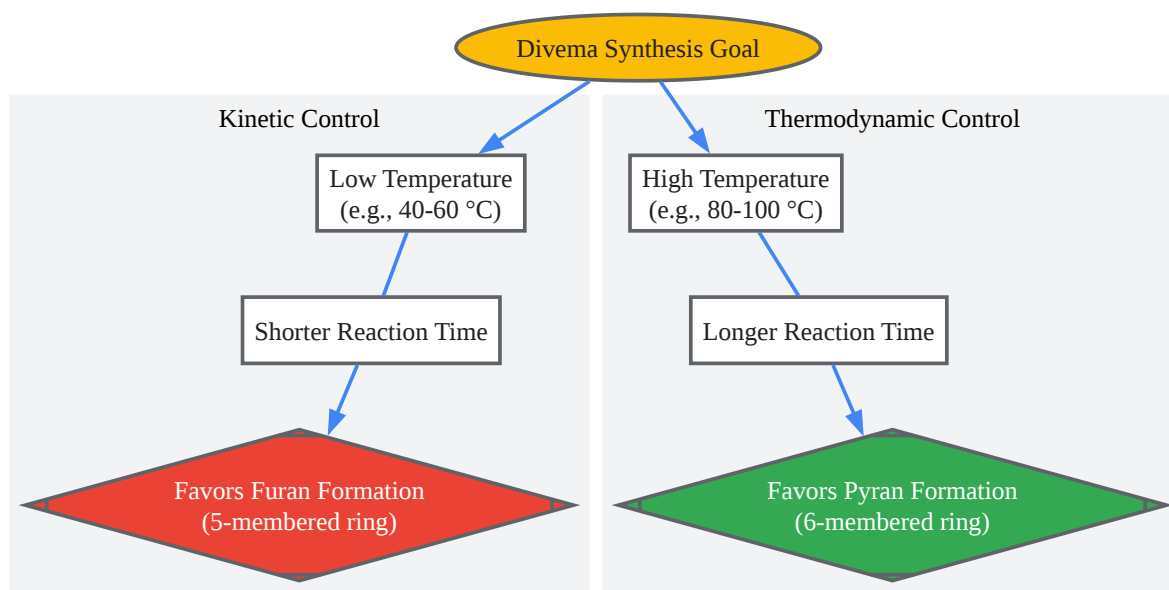 Divema Synthesis Goal
Kinetic Control
Low Temperature
(e.g., 40-60 °C)
Shorter Reaction Time
Favors Furan Formation
(5-membered ring)
Thermodynamic Control
High Temperature
(e.g., 80-100 °C)
Longer Reaction Time
Favors Pyran Formation
(6-membered ring)